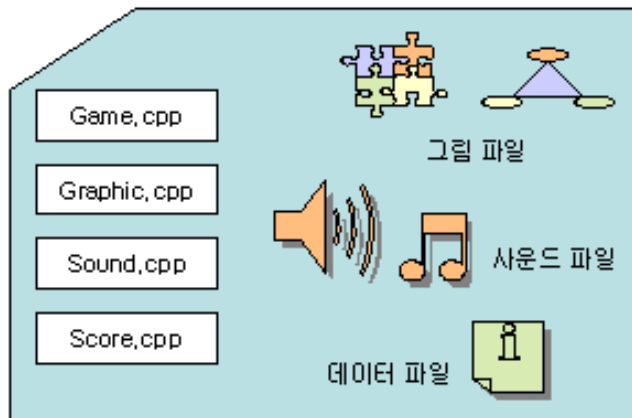 Game.cpp
Graphic.cpp
Sound.cpp
Score.cpp
그림 파일
사운드 파일
데이터 파일
i